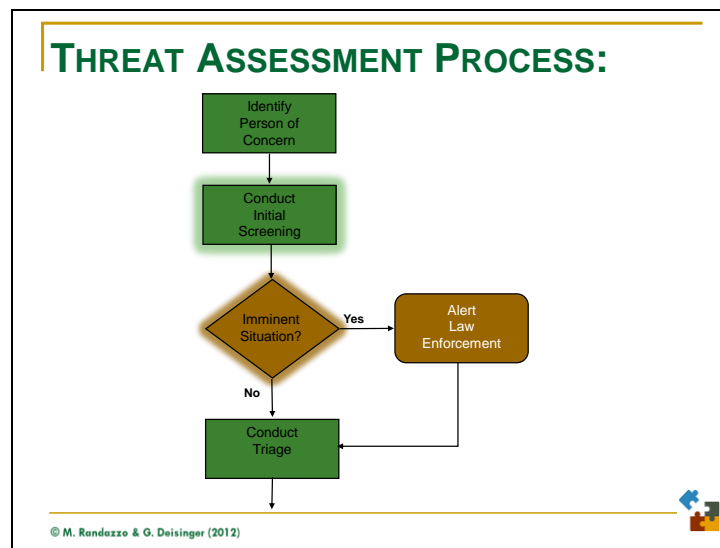 THREAT ASSESSMENT PROCESS:
Identify
Person of
Concern
Conduct
Initial
Screening
Imminent
Situation?
Yes
Alert
Law
Enforcement
No
Conduct
Triage
© M. Randazzo & G. Deisinger (2012)